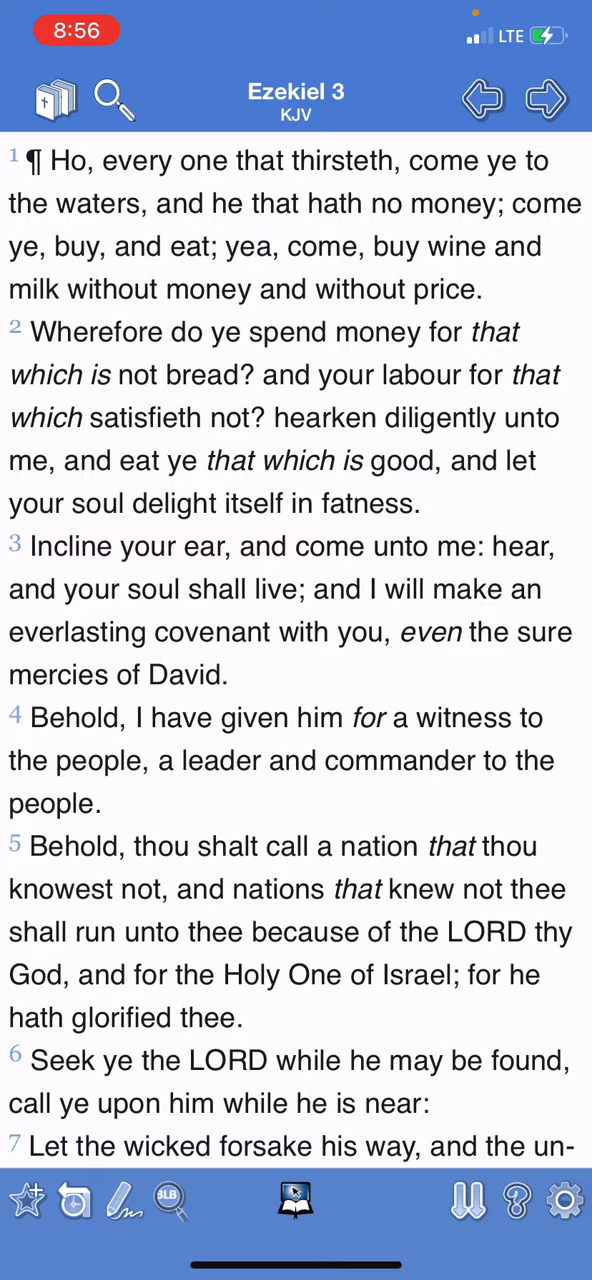 8:56
LTE
Ezekiel 3
KJV
1 ¶ Ho, every one that thirsteth, come ye to
the waters, and he that hath no money; come
ye, buy, and eat; yea, come, buy wine and
milk without money and without price.
2 Wherefore do ye spend money for that
which is not bread? and your labour for that
which satisfieth not? hearken diligently unto
me, and eat ye that which is good, and let
your soul delight itself in fatness.
3 Incline your ear, and come unto me: hear,
and your soul shall live; and I will make an
everlasting covenant with you, even the sure
mercies of David.
4 Behold, I have given him for a witness to
the people, a leader and commander to the
people.
5 Behold, thou shalt call a nation that thou
knowest not, and nations that knew not thee
shall run unto thee because of the LORD thy
God, and for the Holy One of Israel; for he
hath glorified thee.
6 Seek ye the LORD while he may be found,
call ye upon him while he is near:
7 Let the wicked forsake his way, and the un-
BLB